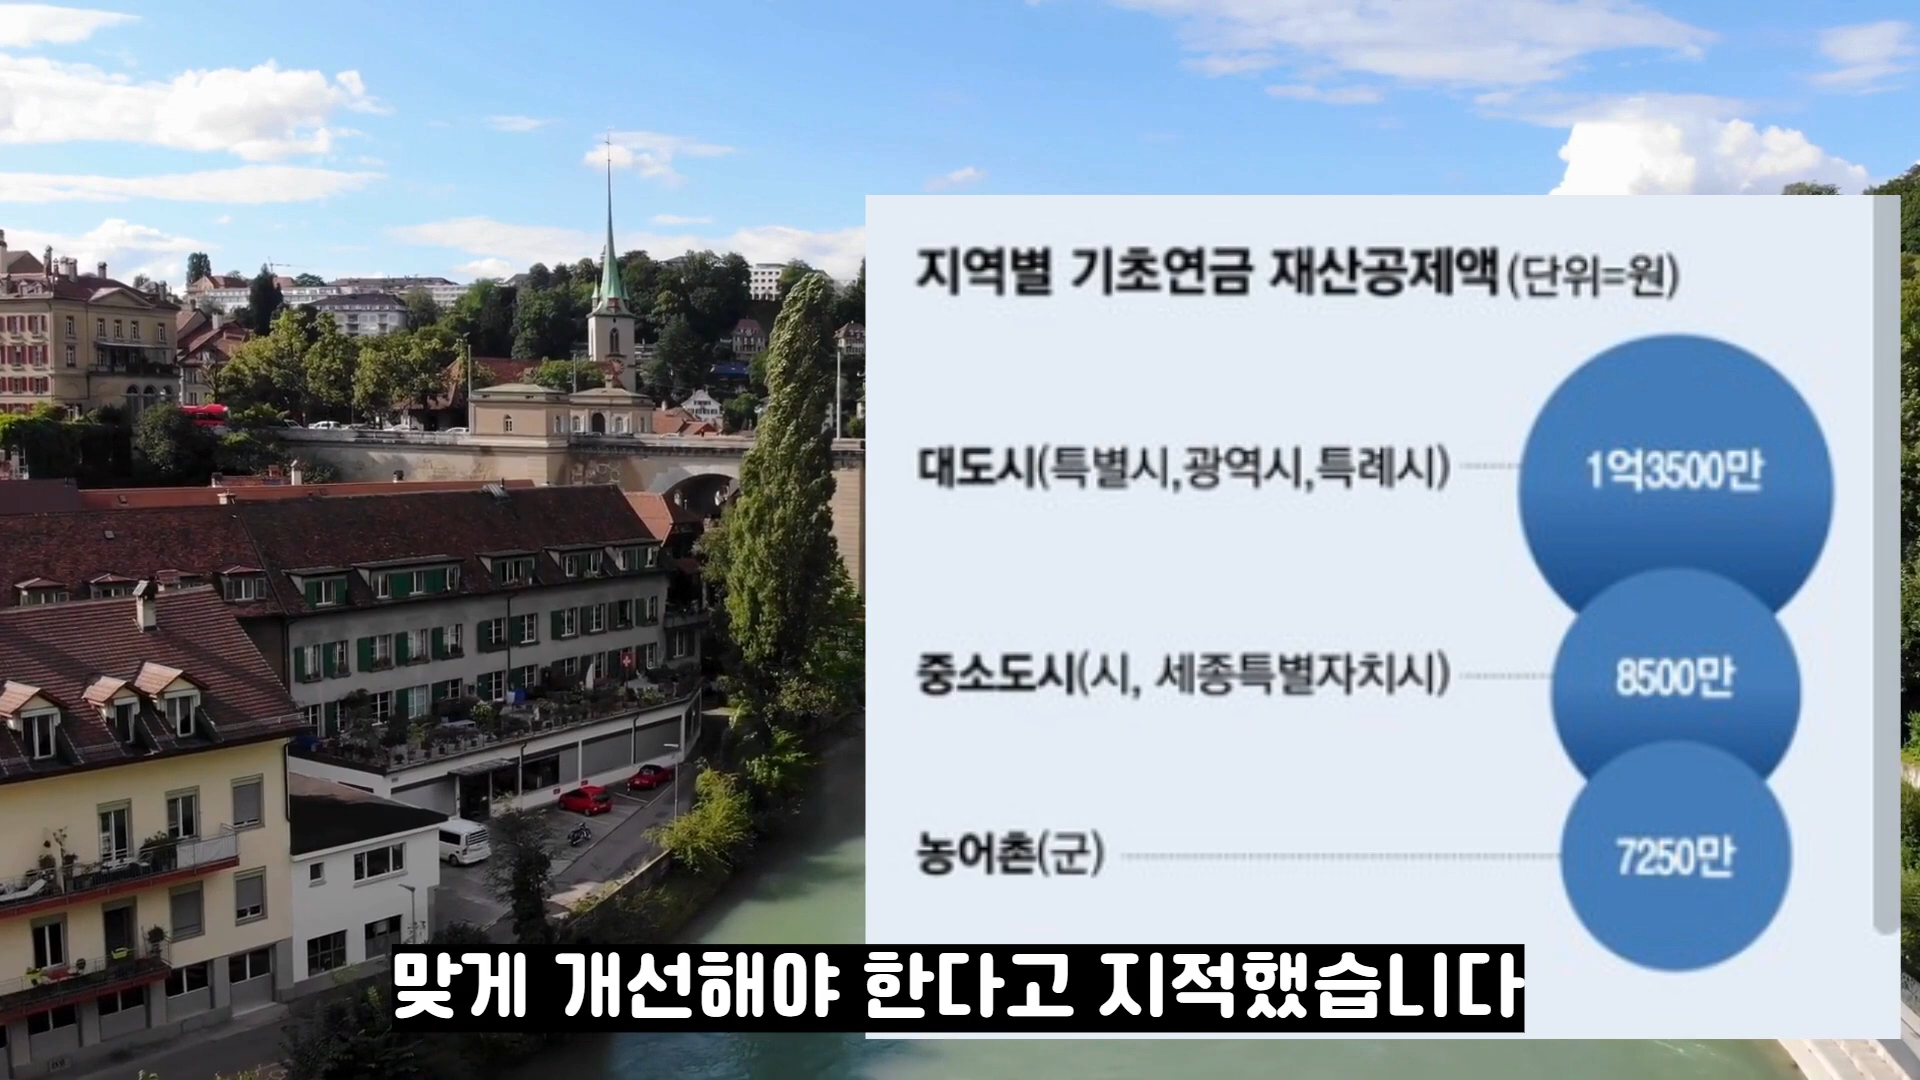 지역별 기초연금 재산공제액(단위=원)
대도시(특별시,광역시,특례시) 1억3500만
중소도시(시, 세종특별자치시) 8500만
농어촌(군) 7250만
맞게 개선해야 한다고 지적했습니다